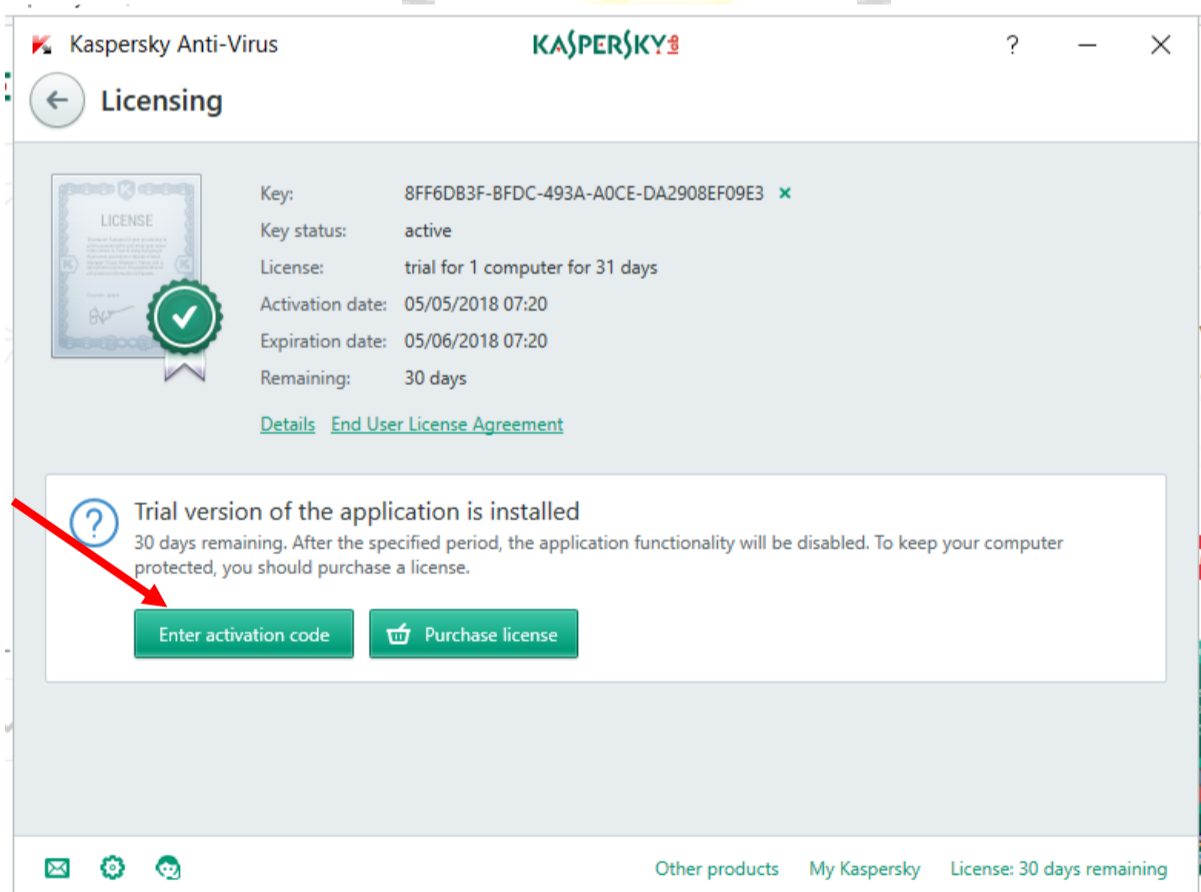 Kaspersky Anti-Virus
KASPERSKY lab
?
Licensing
LICENSE
Key: 8FF6DB3F-BFDC-493A-A0CE-DA2908EF09E3
Key status: active
License: trial for 1 computer for 31 days
Activation date: 05/05/2018 07:20
Expiration date: 05/06/2018 07:20
Remaining: 30 days
Details End User License Agreement
?
Trial version of the application is installed
30 days remaining. After the specified period, the application functionality will be disabled. To keep your computer
protected, you should purchase a license.
Enter activation code Purchase license
Other products My Kaspersky License: 30 days remaining